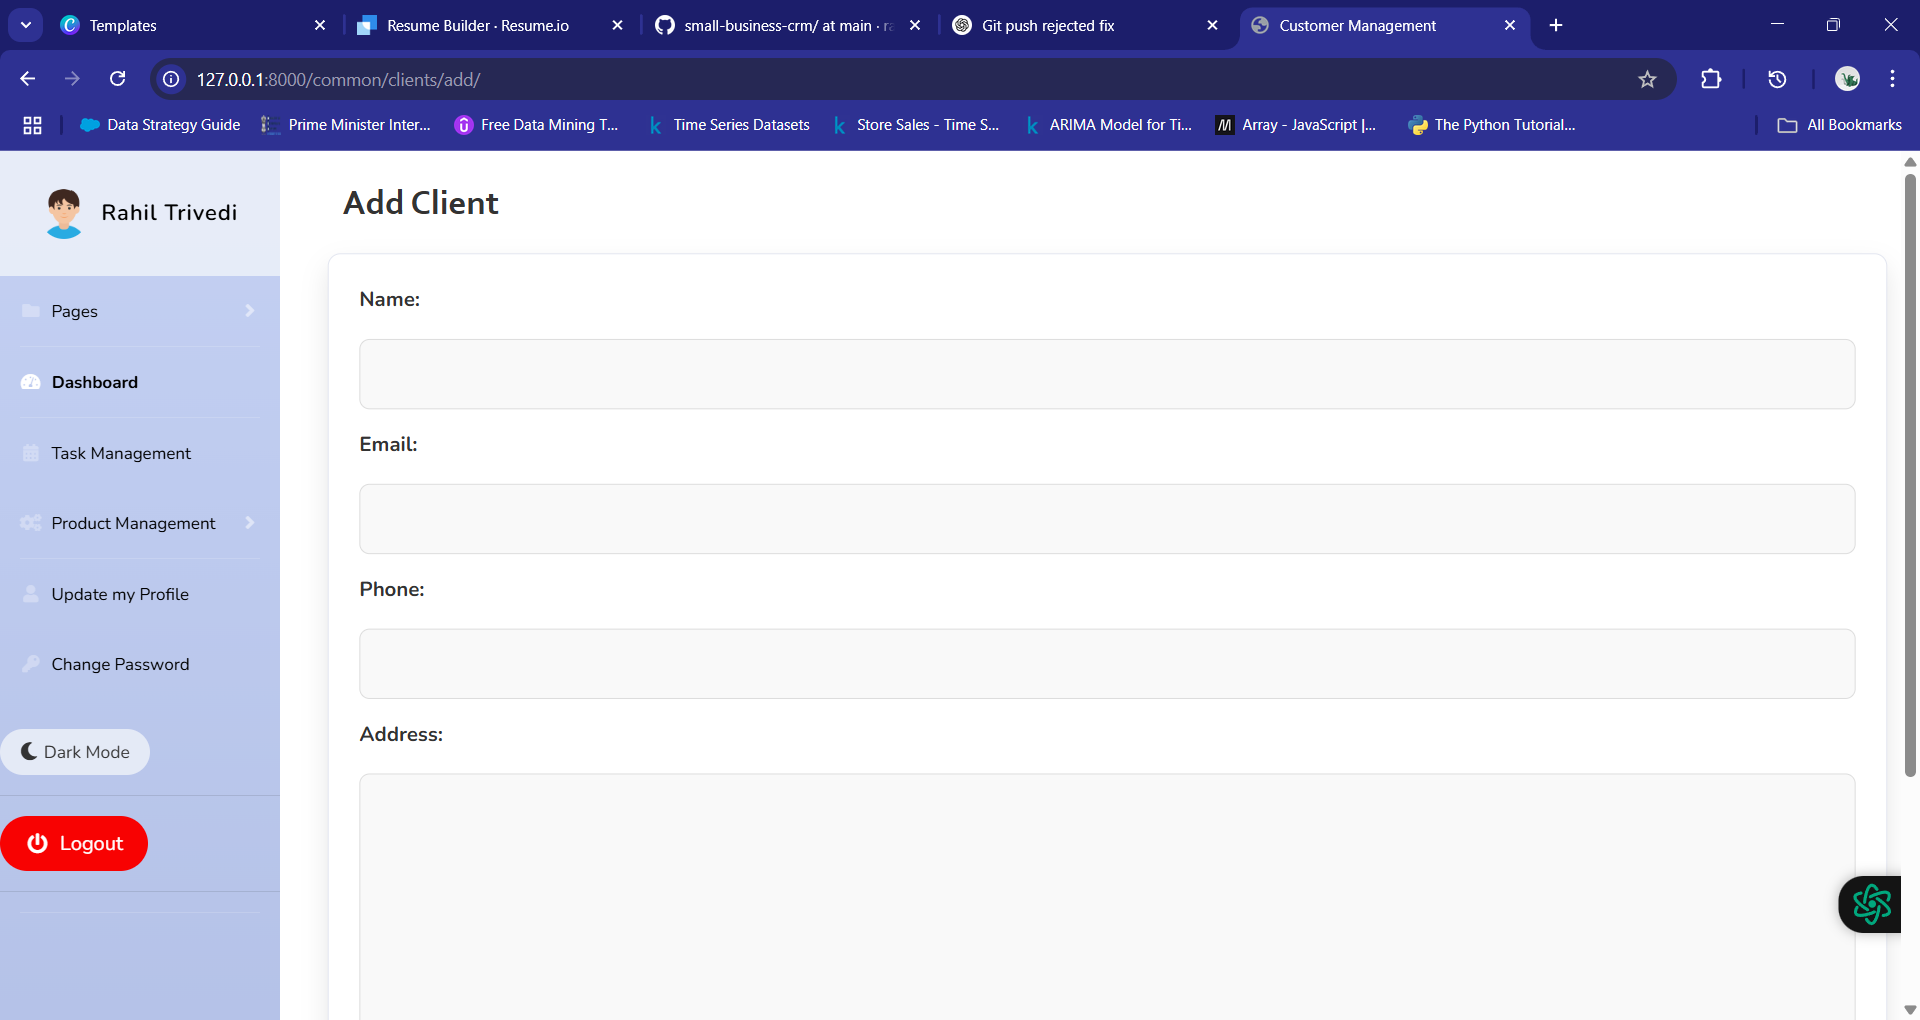 Templates
Resume Builder · Resume.io
small-business-crm/ at main · ra
Git push rejected fix
Customer Management
127.0.0.1:8000/common/clients/add/
Data Strategy Guide
Prime Minister Inter...
Free Data Mining T...
Time Series Datasets
Store Sales - Time S...
ARIMA Model for Ti...
Array - JavaScript |...
The Python Tutorial...
All Bookmarks
Rahil Trivedi
Pages
Dashboard
Task Management
Product Management
Update my Profile
Change Password
Dark Mode
Logout
Add Client
Name:
Email:
Phone:
Address: